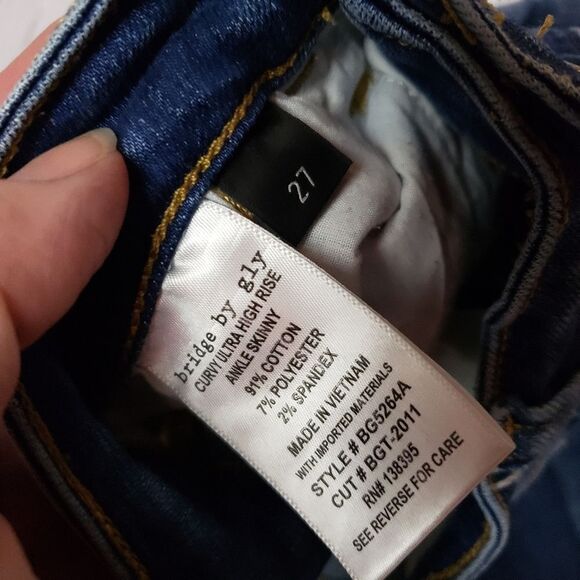 27
bridge by gly
CURVY ULTRA HIGH RISE
ANKLE SKINNY
91% COTTON
7% POLYESTER
2% SPANDEX
MADE IN VIETNAM
WITH IMPORTED MATERIALS
STYLE # BG5264A
CUT # BGT-2011
RN# 138395
SEE REVERSE FOR CARE